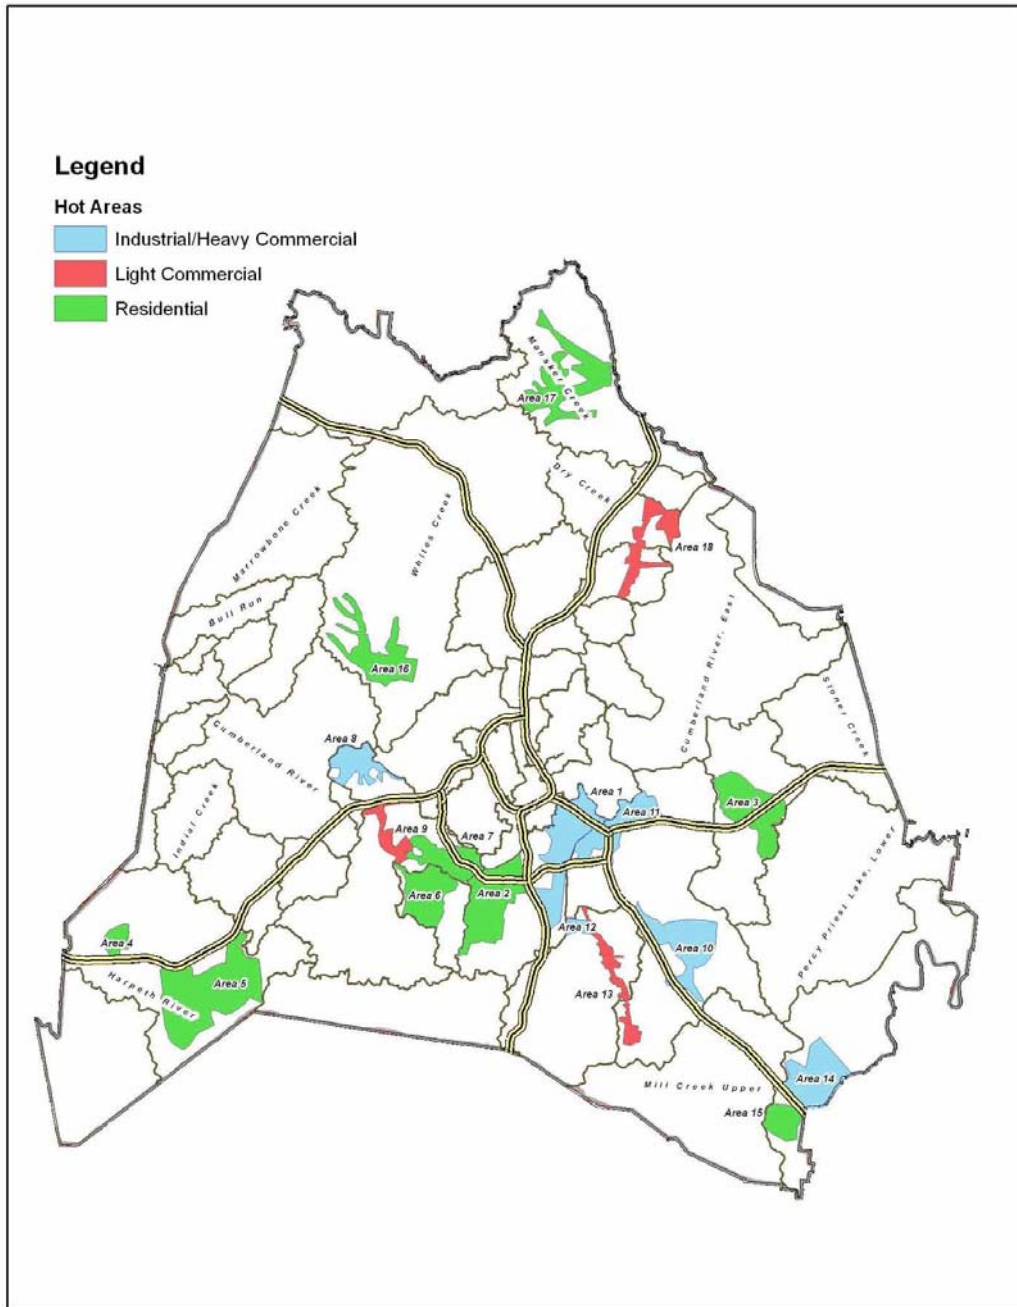 Legend
Hot Areas
Industrial/Heavy Commercial
Light Commercial
Residential
Mansker Creek
Area 17
Dry Creek
Marrowbone Creek
Whites Creek
Area 18
Bull Run
Cumberland River, East
Area 16
Stoner Creek
Cumberland River
Area 8
Area 1
Area 3
Area 11
Indial Creek
Area 9
Area 7
Percy Priest Lake, Lower
Area 6
Area 2
Area 12
Area 4
Area 10
Harpeth River
Area 5
Area 13
Area 14
Mill Creek Upper
Area 15